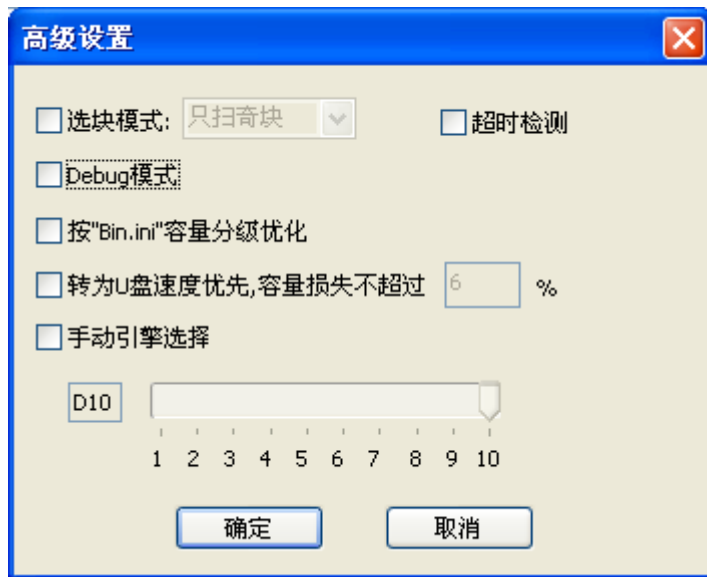 高级设置
选块模式: 只扫奇块 超时检测
Debug模式
按"Bin.ini"容量分级优化
转为U盘速度优先,容量损失不超过 6 %
手动引擎选择
D10
1 2 3 4 5 6 7 8 9 10
确定 取消